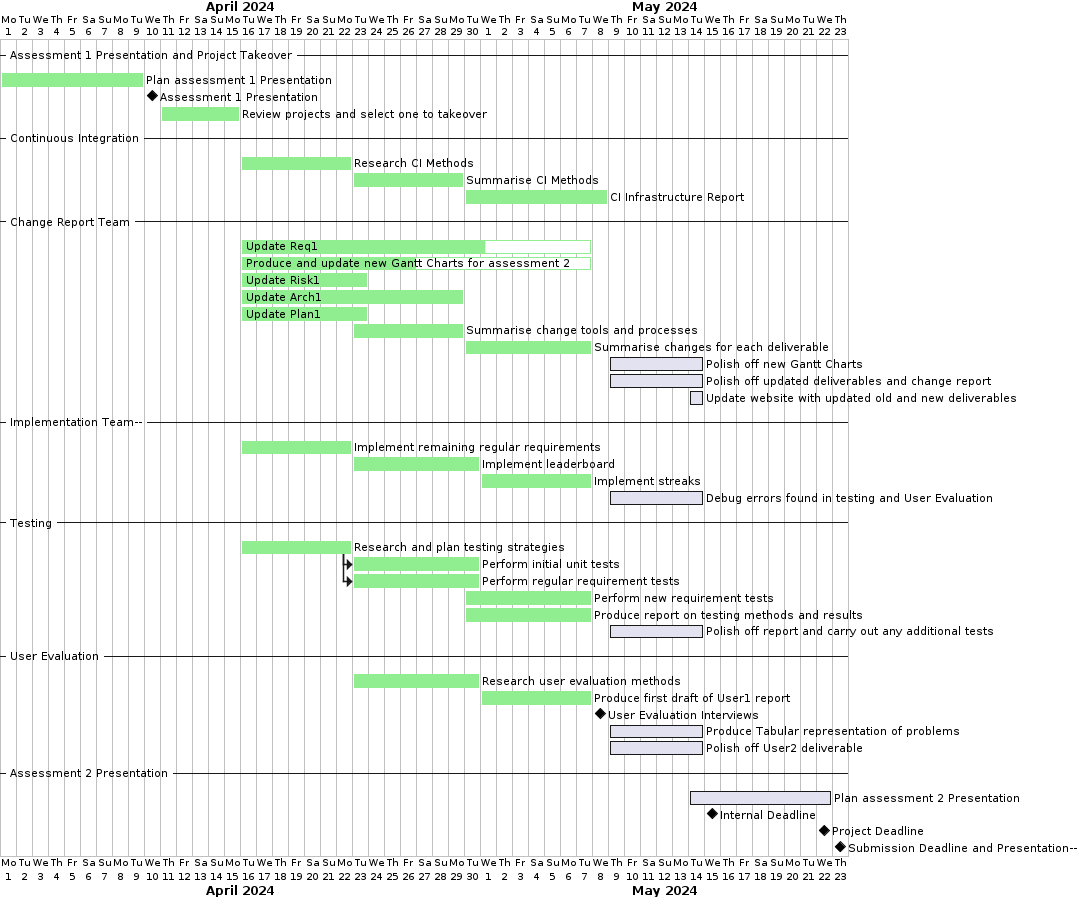 April 2024 May 2024
Mo Tu We Th Fr Sa Su Mo Tu We Th Fr Sa Su Mo Tu We Th Fr Sa Su Mo Tu We Th Fr Sa Su Mo Tu We Th Fr Sa Su Mo Tu We Th Fr Sa Su Mo Tu We Th Fr Sa Su Mo Tu We Th
1 2 3 4 5 6 7 8 9 10 11 12 13 14 15 16 17 18 19 20 21 22 23 24 25 26 27 28 29 30 1 2 3 4 5 6 7 8 9 10 11 12 13 14 15 16 17 18 19 20 21 22 23
Assessment 1 Presentation and Project Takeover
Plan assessment 1 Presentation
Assessment 1 Presentation
Review projects and select one to takeover
Continuous Integration
Research CI Methods
Summarise CI Methods
CI Infrastructure Report
Change Report Team
Update Req1
Produce and update new Gantt Charts for assessment 2
Update Risk1
Update Arch1
Update Plan1
Summarise change tools and processes
Summarise changes for each deliverable
Polish off new Gantt Charts
Polish off updated deliverables and change report
Update website with updated old and new deliverables
Implementation Team--
Implement remaining regular requirements
Implement leaderboard
Implement streaks
Debug errors found in testing and User Evaluation
Testing
Research and plan testing strategies
Perform initial unit tests
Perform regular requirement tests
Perform new requirement tests
Produce report on testing methods and results
Polish off report and carry out any additional tests
User Evaluation
Research user evaluation methods
Produce first draft of User1 report
User Evaluation Interviews
Produce Tabular representation of problems
Polish off User2 deliverable
Assessment 2 Presentation
Plan assessment 2 Presentation
Internal Deadline
Project Deadline
Submission Deadline and Presentation--
Mo Tu We Th Fr Sa Su Mo Tu We Th Fr Sa Su Mo Tu We Th Fr Sa Su Mo Tu We Th Fr Sa Su Mo Tu We Th Fr Sa Su Mo Tu We Th Fr Sa Su Mo Tu We Th Fr Sa Su Mo Tu We Th
1 2 3 4 5 6 7 8 9 10 11 12 13 14 15 16 17 18 19 20 21 22 23 24 25 26 27 28 29 30 1 2 3 4 5 6 7 8 9 10 11 12 13 14 15 16 17 18 19 20 21 22 23
April 2024 May 2024